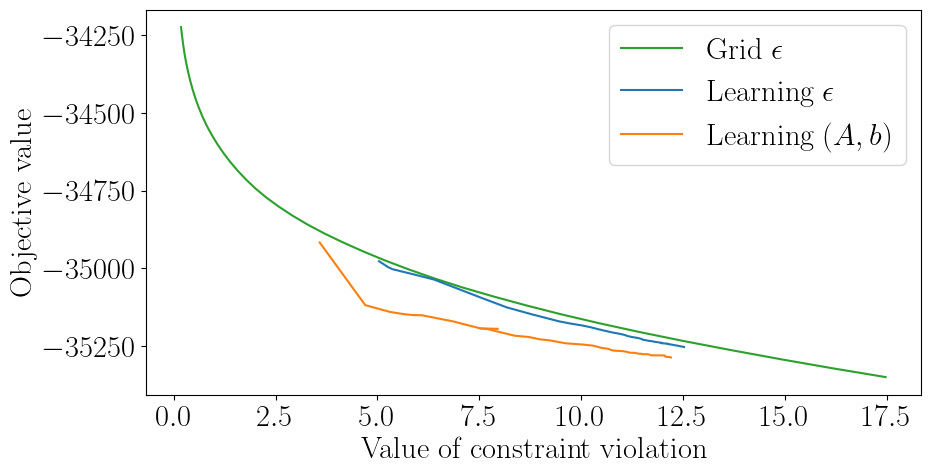 −34250
−34500
−34750
−35000
−35250
Objective value
0.0 2.5 5.0 7.5 10.0 12.5 15.0 17.5
Value of constraint violation
Grid ϵ
Learning ϵ
Learning (A, b)